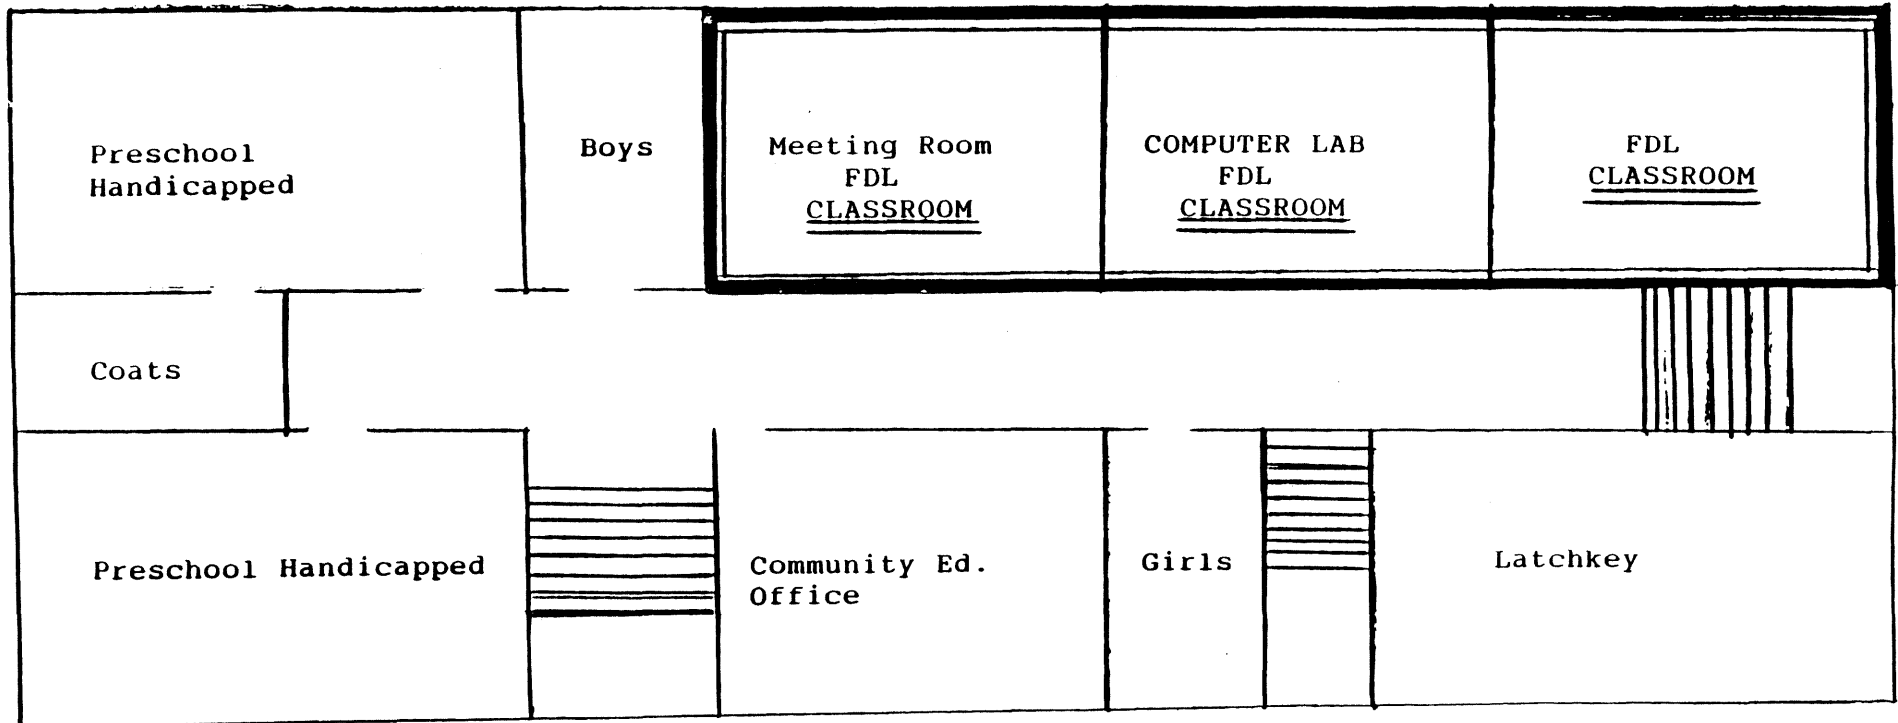 Preschool
Handicapped
Boys
Meeting Room
FDL
CLASSROOM
COMPUTER LAB
FDL
CLASSROOM
FDL
CLASSROOM
Coats
Preschool Handicapped
Community Ed.
Office
Girls
Latchkey